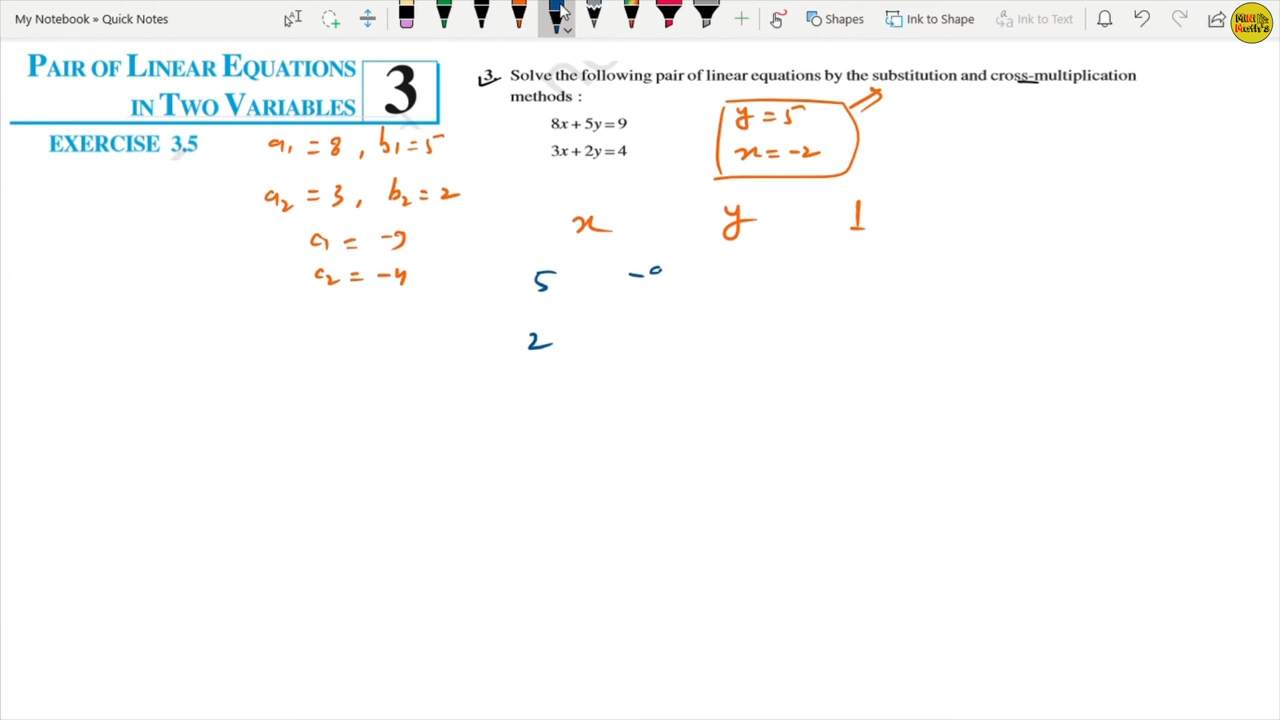 My Notebook » Quick Notes
Shapes
Ink to Shape
Ink to Text
PAIR OF LINEAR EQUATIONS
IN TWO VARIABLES
3
EXERCISE 3.5
3. Solve the following pair of linear equations by the substitution and cross-multiplication
methods :
8x + 5y = 9
3x + 2y = 4
y = 5
x = -2
a1 = 8 , b1 = 5
a2 = 3 , b2 = 2
c1 = -9
c2 = -4
x y 1
5
2